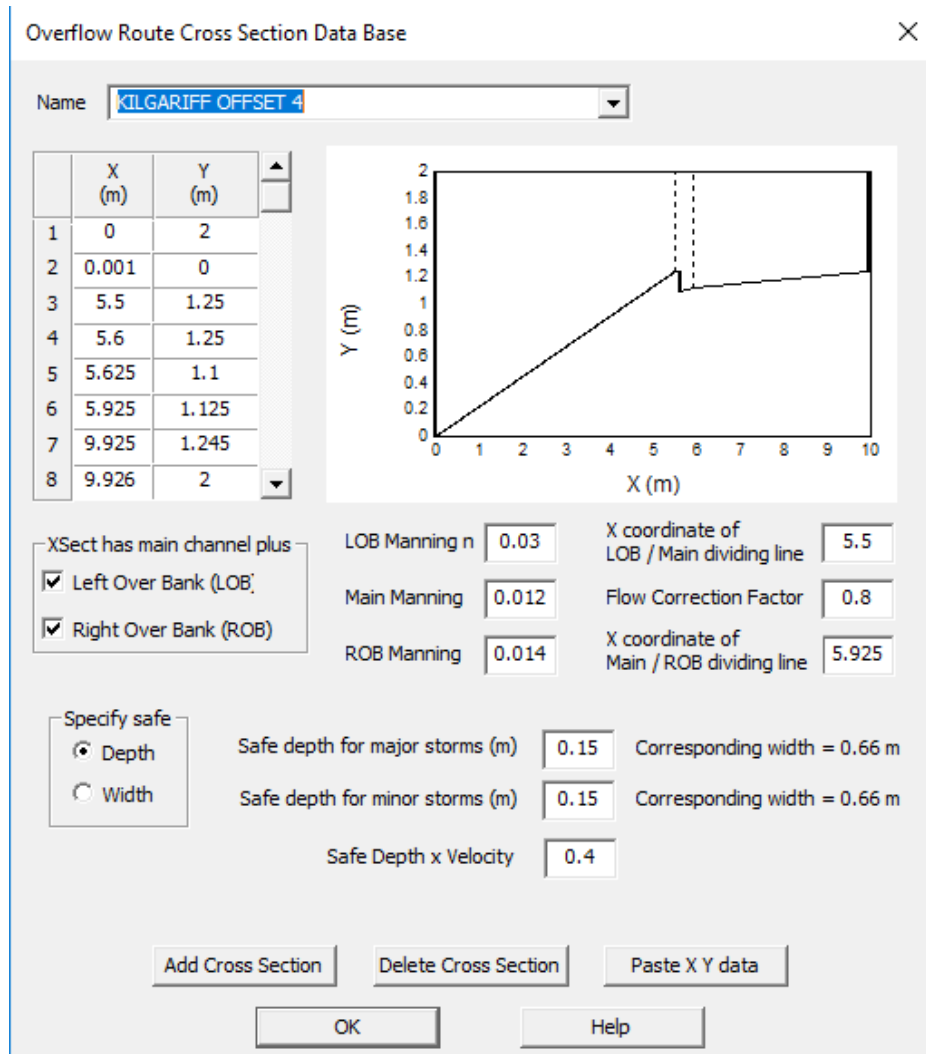 Overflow Route Cross Section Data Base
Name KILGARIFF OFFSET 4
X (m) Y (m)
1 0 2
2 0.001 0
3 5.5 1.25
4 5.6 1.25
5 5.625 1.1
6 5.925 1.125
7 9.925 1.245
8 9.926 2
2
1.8
1.6
1.4
1.2
1
0.8
0.6
0.4
0.2
0
Y (m)
0 1 2 3 4 5 6 7 8 9 10
X (m)
XSect has main channel plus
Left Over Bank (LOB)
Right Over Bank (ROB)
LOB Manning n 0.03
X coordinate of
LOB / Main dividing line 5.5
Main Manning 0.012
Flow Correction Factor 0.8
ROB Manning 0.014
X coordinate of
Main / ROB dividing line 5.925
Specify safe
Depth
Width
Safe depth for major storms (m) 0.15 Corresponding width = 0.66 m
Safe depth for minor storms (m) 0.15 Corresponding width = 0.66 m
Safe Depth x Velocity 0.4
Add Cross Section Delete Cross Section Paste X Y data
OK Help